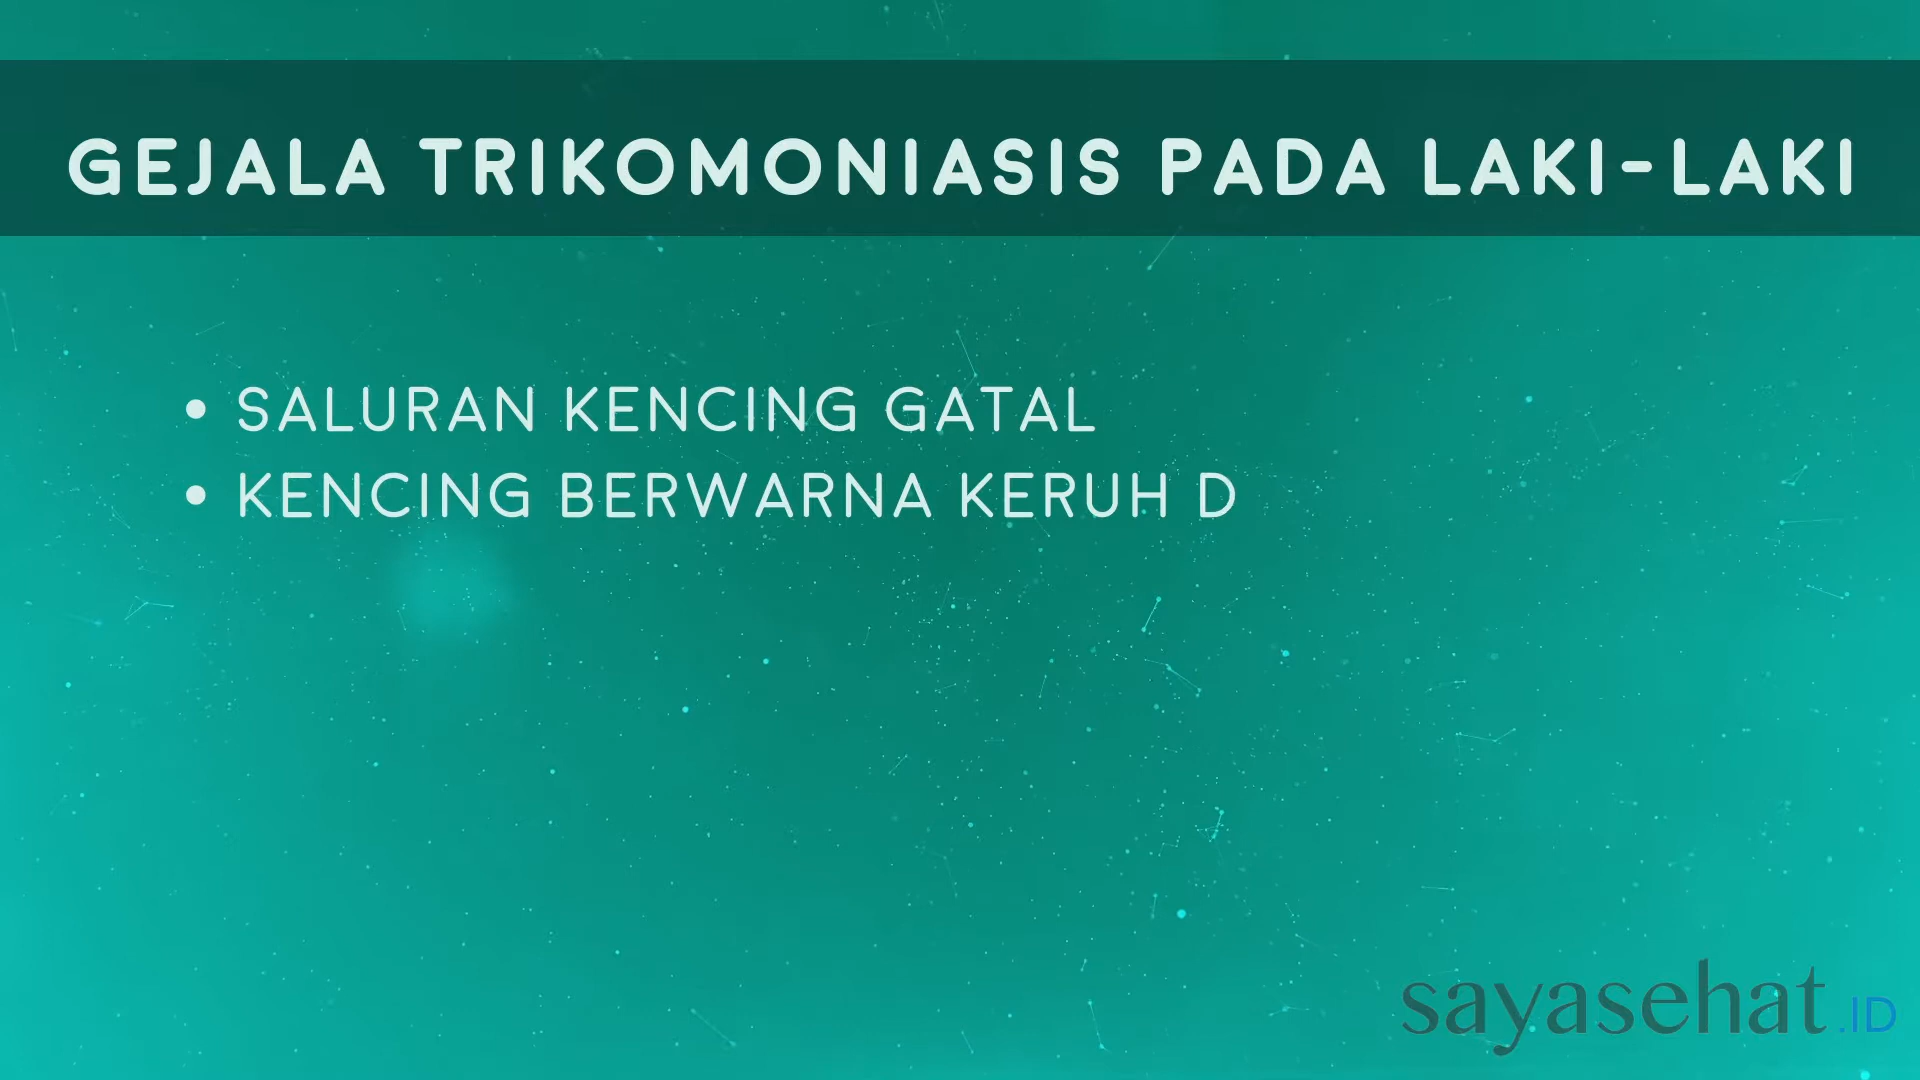 GEJALA TRIKOMONIASIS PADA LAKI-LAKI
• SALURAN KENCING GATAL
• KENCING BERWARNA KERUH D
sayasehat.ID